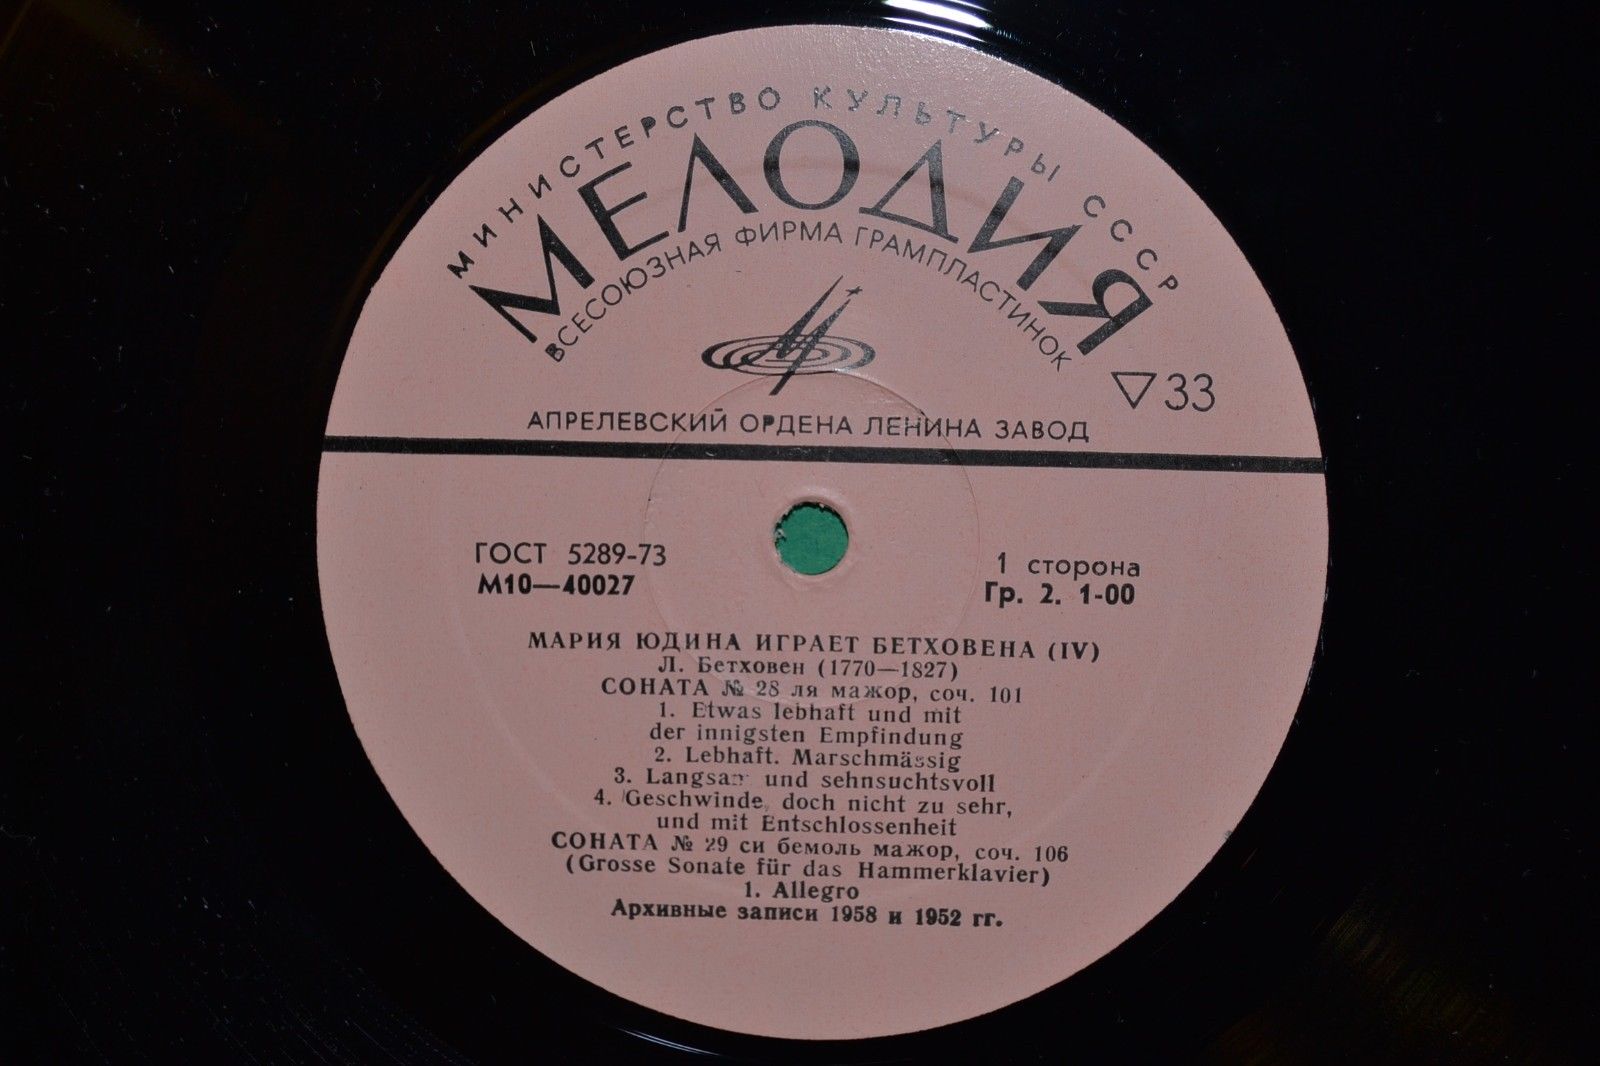 МИНИСТЕРСТВО КУЛЬТУРЫ СССР
МЕЛОДИЯ
ВСЕСОЮЗНАЯ ФИРМА ГРАМПЛАСТИНОК
▽33
АПРЕЛЕВСКИЙ ОРДЕНА ЛЕНИНА ЗАВОД
ГОСТ 5289-73
М10—40027
1 сторона
Гр. 2. 1-00
МАРИЯ ЮДИНА ИГРАЕТ БЕТХОВЕНА (IV)
Л. Бетховен (1770—1827)
СОНАТА № 28 ля мажор, соч. 101
1. Etwas lebhaft und mit
der innigsten Empfindung
2. Lebhaft. Marschmässig
3. Langsam und sehnsuchtsvoll
4. Geschwinde, doch nicht zu sehr,
und mit Entschlossenheit
СОНАТА № 29 си бемоль мажор, соч. 106
(Grosse Sonate für das Hammerklavier)
1. Allegro
Архивные записи 1958 и 1952 гг.